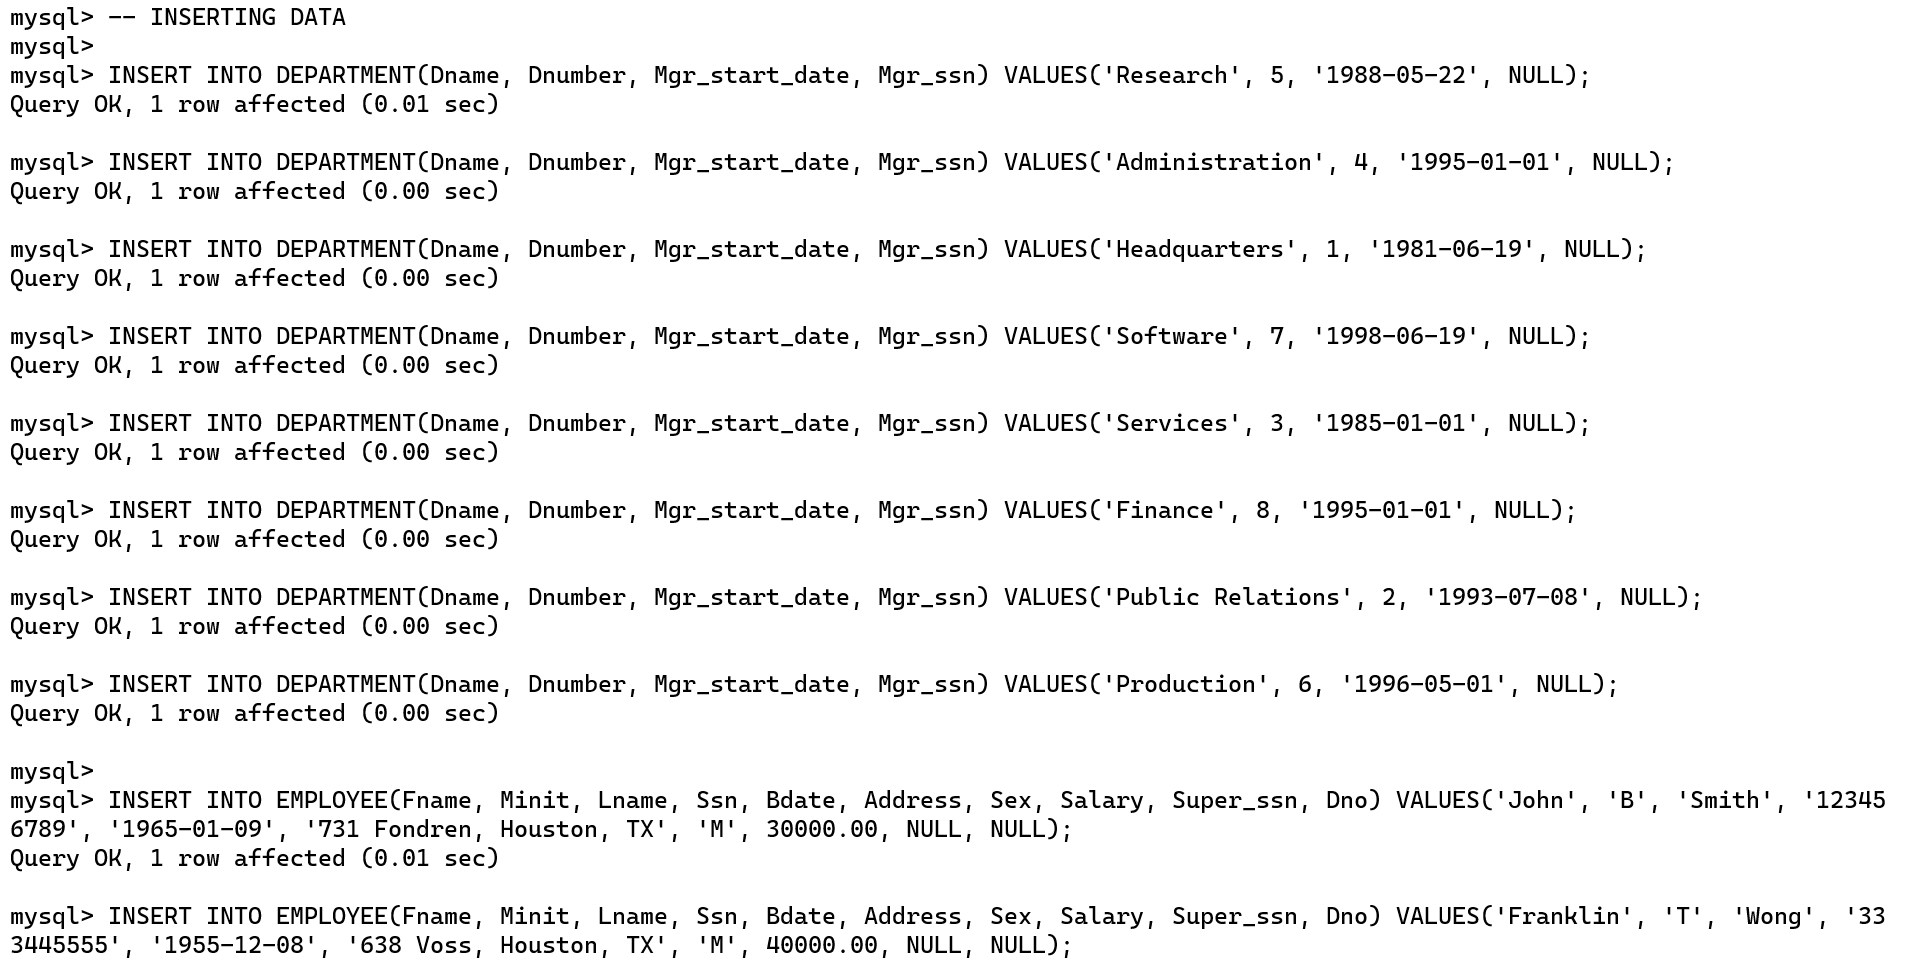 mysql> -- INSERTING DATA
mysql>
mysql> INSERT INTO DEPARTMENT(Dname, Dnumber, Mgr_start_date, Mgr_ssn) VALUES('Research', 5, '1988-05-22', NULL);
Query OK, 1 row affected (0.01 sec)
mysql> INSERT INTO DEPARTMENT(Dname, Dnumber, Mgr_start_date, Mgr_ssn) VALUES('Administration', 4, '1995-01-01', NULL);
Query OK, 1 row affected (0.00 sec)
mysql> INSERT INTO DEPARTMENT(Dname, Dnumber, Mgr_start_date, Mgr_ssn) VALUES('Headquarters', 1, '1981-06-19', NULL);
Query OK, 1 row affected (0.00 sec)
mysql> INSERT INTO DEPARTMENT(Dname, Dnumber, Mgr_start_date, Mgr_ssn) VALUES('Software', 7, '1998-06-19', NULL);
Query OK, 1 row affected (0.00 sec)
mysql> INSERT INTO DEPARTMENT(Dname, Dnumber, Mgr_start_date, Mgr_ssn) VALUES('Services', 3, '1985-01-01', NULL);
Query OK, 1 row affected (0.00 sec)
mysql> INSERT INTO DEPARTMENT(Dname, Dnumber, Mgr_start_date, Mgr_ssn) VALUES('Finance', 8, '1995-01-01', NULL);
Query OK, 1 row affected (0.00 sec)
mysql> INSERT INTO DEPARTMENT(Dname, Dnumber, Mgr_start_date, Mgr_ssn) VALUES('Public Relations', 2, '1993-07-08', NULL);
Query OK, 1 row affected (0.00 sec)
mysql> INSERT INTO DEPARTMENT(Dname, Dnumber, Mgr_start_date, Mgr_ssn) VALUES('Production', 6, '1996-05-01', NULL);
Query OK, 1 row affected (0.00 sec)
mysql>
mysql> INSERT INTO EMPLOYEE(Fname, Minit, Lname, Ssn, Bdate, Address, Sex, Salary, Super_ssn, Dno) VALUES('John', 'B', 'Smith', '12345
6789', '1965-01-09', '731 Fondren, Houston, TX', 'M', 30000.00, NULL, NULL);
Query OK, 1 row affected (0.01 sec)
mysql> INSERT INTO EMPLOYEE(Fname, Minit, Lname, Ssn, Bdate, Address, Sex, Salary, Super_ssn, Dno) VALUES('Franklin', 'T', 'Wong', '33
3445555', '1955-12-08', '638 Voss, Houston, TX', 'M', 40000.00, NULL, NULL);